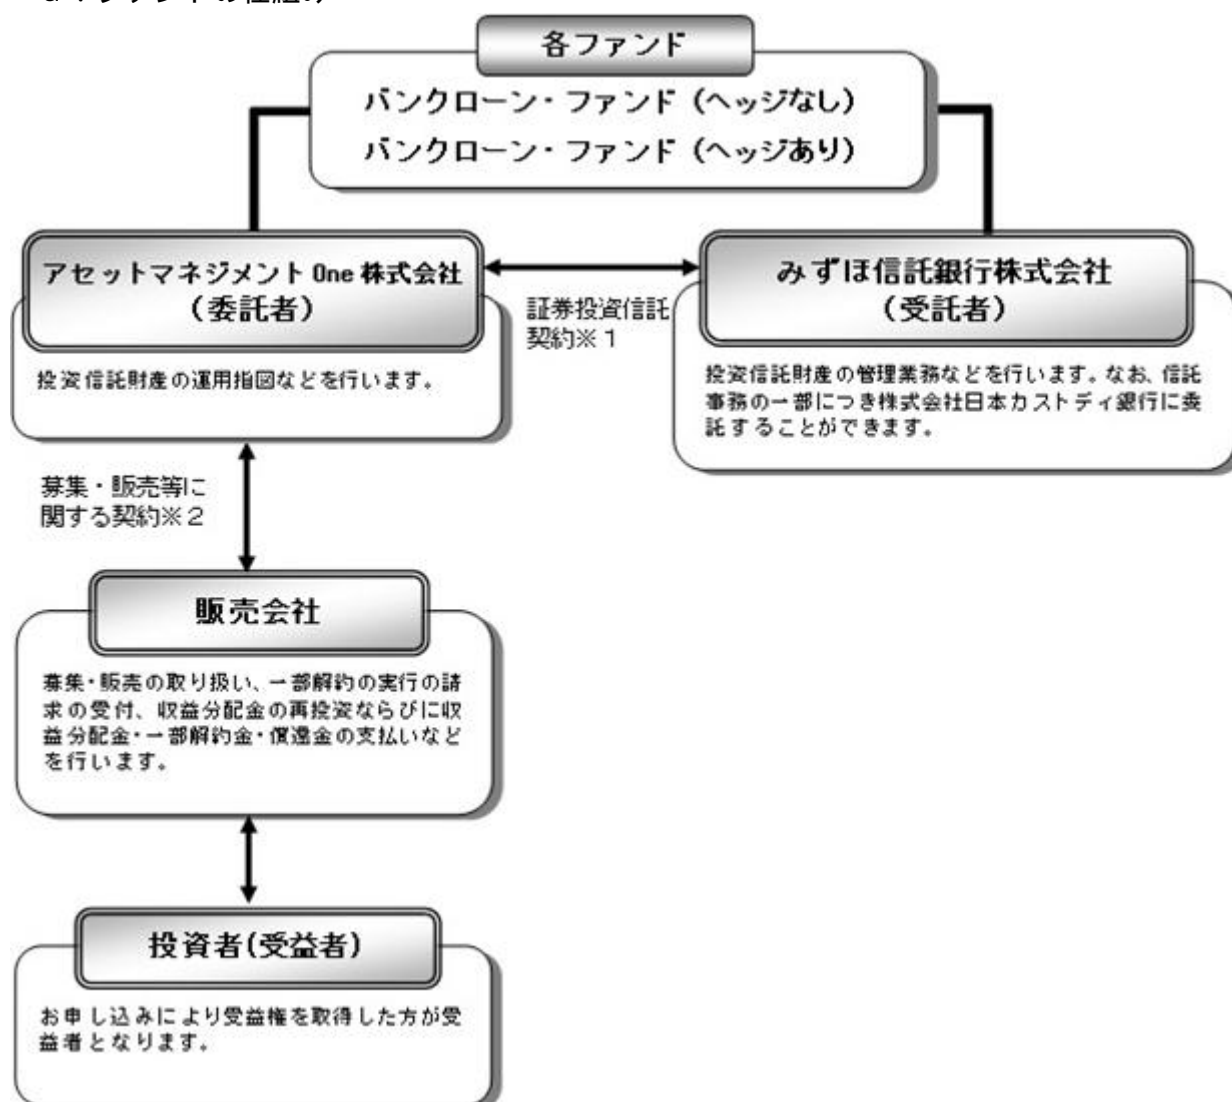 ファンドの仕組み
各ファンド
バンクローン・ファンド（ヘッジなし）
バンクローン・ファンド（ヘッジあり）
アセットマネジメント One 株式会社
（委託者）
投資信託財産の運用指図などを行います。
証券投資信託
契約※１
みずほ信託銀行株式会社
（受託者）
投資信託財産の管理業務などを行います。なお、信託
事務の一部につき株式会社日本カストディ銀行に委
託することができます。
募集・販売等に
関する契約※２
販売会社
募集・販売の取り扱い、一部解約の実行の請
求の受付、収益分配金の再投資ならびに収
益分配金・一部解約金・償還金の支払いなど
を行います。
投資者(受益者)
お申し込みにより受益権を取得した方が受
益者となります。